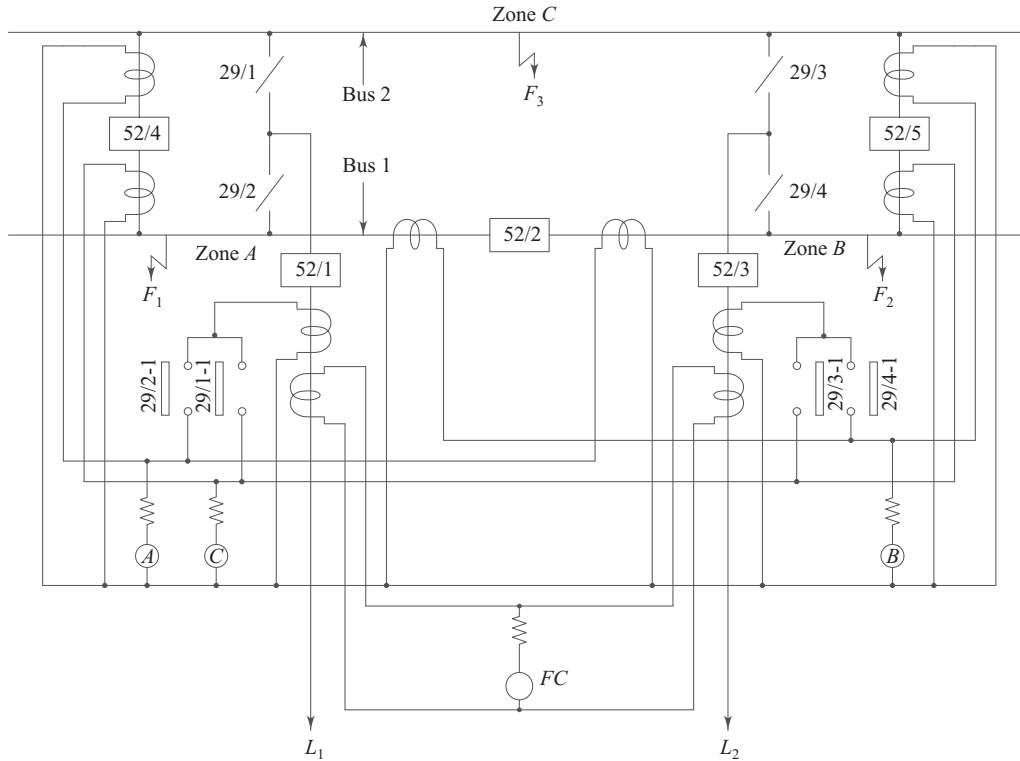 Zone C
29/1
29/3
F3
Bus 2
52/4
52/5
Bus 1
29/2
29/4
52/2
Zone A
Zone B
52/1
52/3
F1
F2
29/2-1
29/1-1
29/3-1
29/4-1
A
C
B
FC
L1
L2